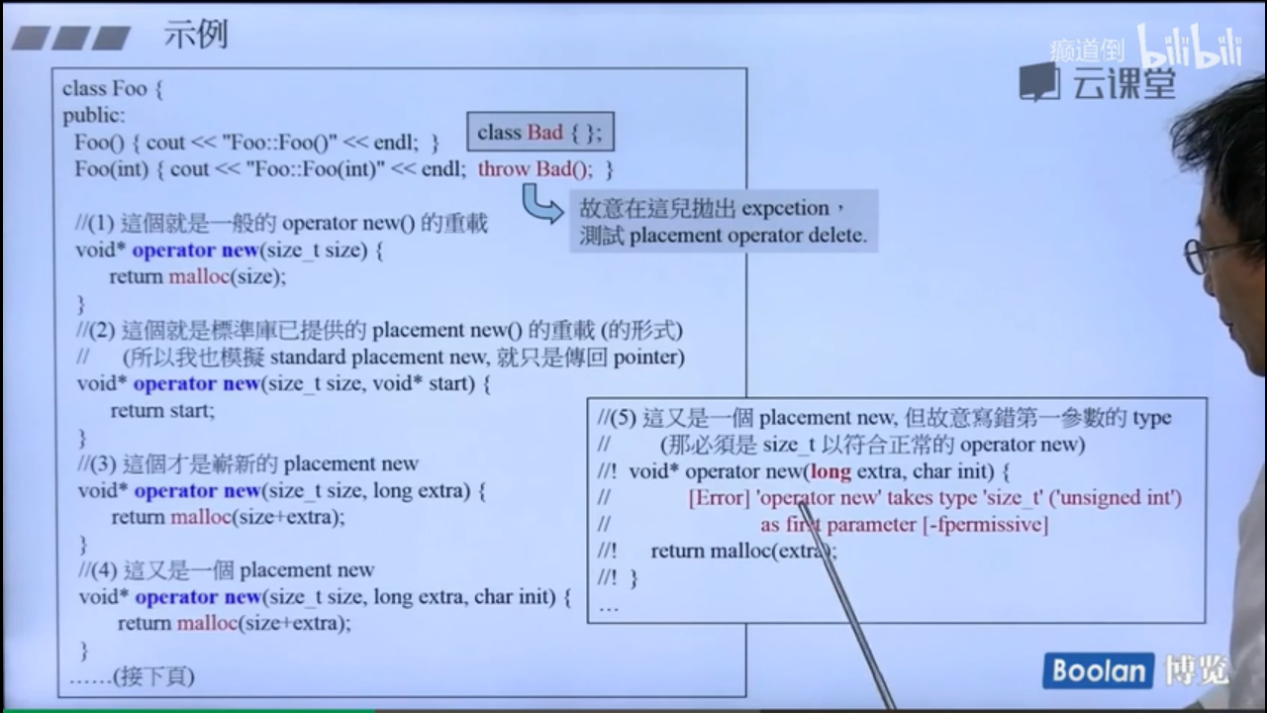 示例
癲道倒 bilibili
云课堂
class Foo {
public:
Foo() { cout << "Foo::Foo()" << endl; }
class Bad { };
Foo(int) { cout << "Foo::Foo(int)" << endl; throw Bad(); }
故意在這兒拋出 expcetion，
測試 placement operator delete.
//(1) 這個就是一般的 operator new() 的重載
void* operator new(size_t size) {
return malloc(size);
}
//(2) 這個就是標準庫已提供的 placement new() 的重載 (的形式)
// (所以我也模擬 standard placement new, 就只是傳回 pointer)
void* operator new(size_t size, void* start) {
return start;
}
//(3) 這個才是嶄新的 placement new
void* operator new(size_t size, long extra) {
return malloc(size+extra);
}
//(4) 這又是一個 placement new
void* operator new(size_t size, long extra, char init) {
return malloc(size+extra);
}
……(接下頁)
//(5) 這又是一個 placement new, 但故意寫錯第一參數的 type
// (那必須是 size_t 以符合正常的 operator new)
//! void* operator new(long extra, char init) {
// [Error] 'operator new' takes type 'size_t' ('unsigned int')
// as first parameter [-fpermissive]
//! return malloc(extra);
//! }
…
Boolan 博览